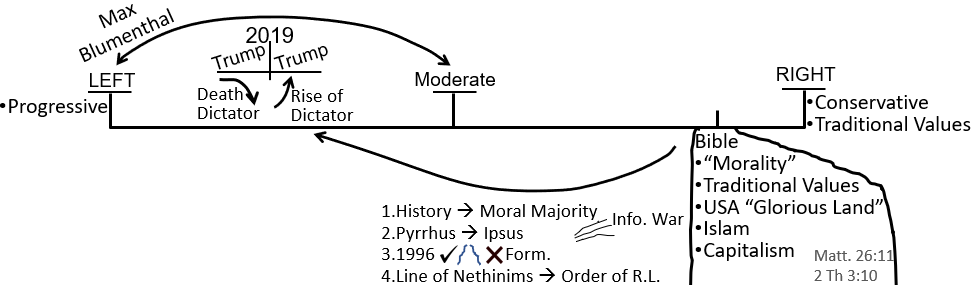 Max
Blumenthal
2019
Trump Trump
LEFT
Moderate
RIGHT
•Progressive
Death
Dictator
Rise of
Dictator
•Conservative
•Traditional Values
Bible
•“Morality”
•Traditional Values
•USA “Glorious Land”
•Islam
•Capitalism
Matt. 26:11
2 Th 3:10
1.History → Moral Majority
Info. War
2.Pyrrhus → Ipsus
3.1996 ✓ ✗ Form.
4.Line of Nethinims → Order of R.L.